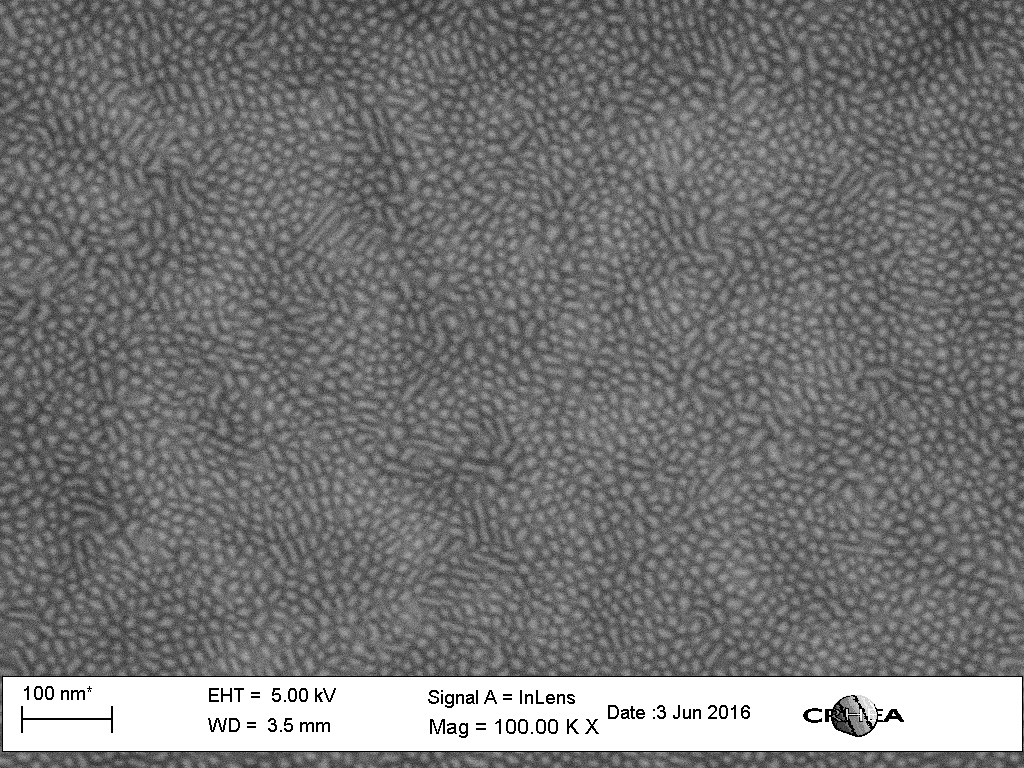 100 nm*
EHT = 5.00 kV
WD = 3.5 mm
Signal A = InLens
Mag = 100.00 K X
Date :3 Jun 2016
CRHEA